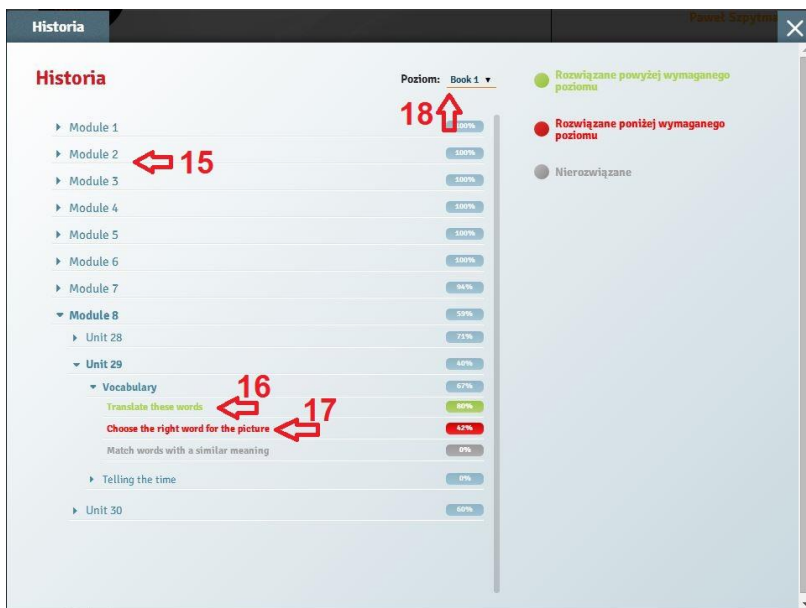 Paweł Szpytma
Historia
Historia
Poziom: Book 1
18
Module 1 100%
Module 2 100%
15
Module 3 100%
Module 4 100%
Module 5 100%
Module 6 100%
Module 7 94%
Module 8 59%
Unit 28 71%
Unit 29 40%
Vocabulary 67%
16
Translate these words 80%
17
Choose the right word for the picture 42%
Match words with a similar meaning 0%
Telling the time 0%
Unit 30 60%
Rozwiązane powyżej wymaganego
poziomu
Rozwiązane poniżej wymaganego
poziomu
Nierozwiązane